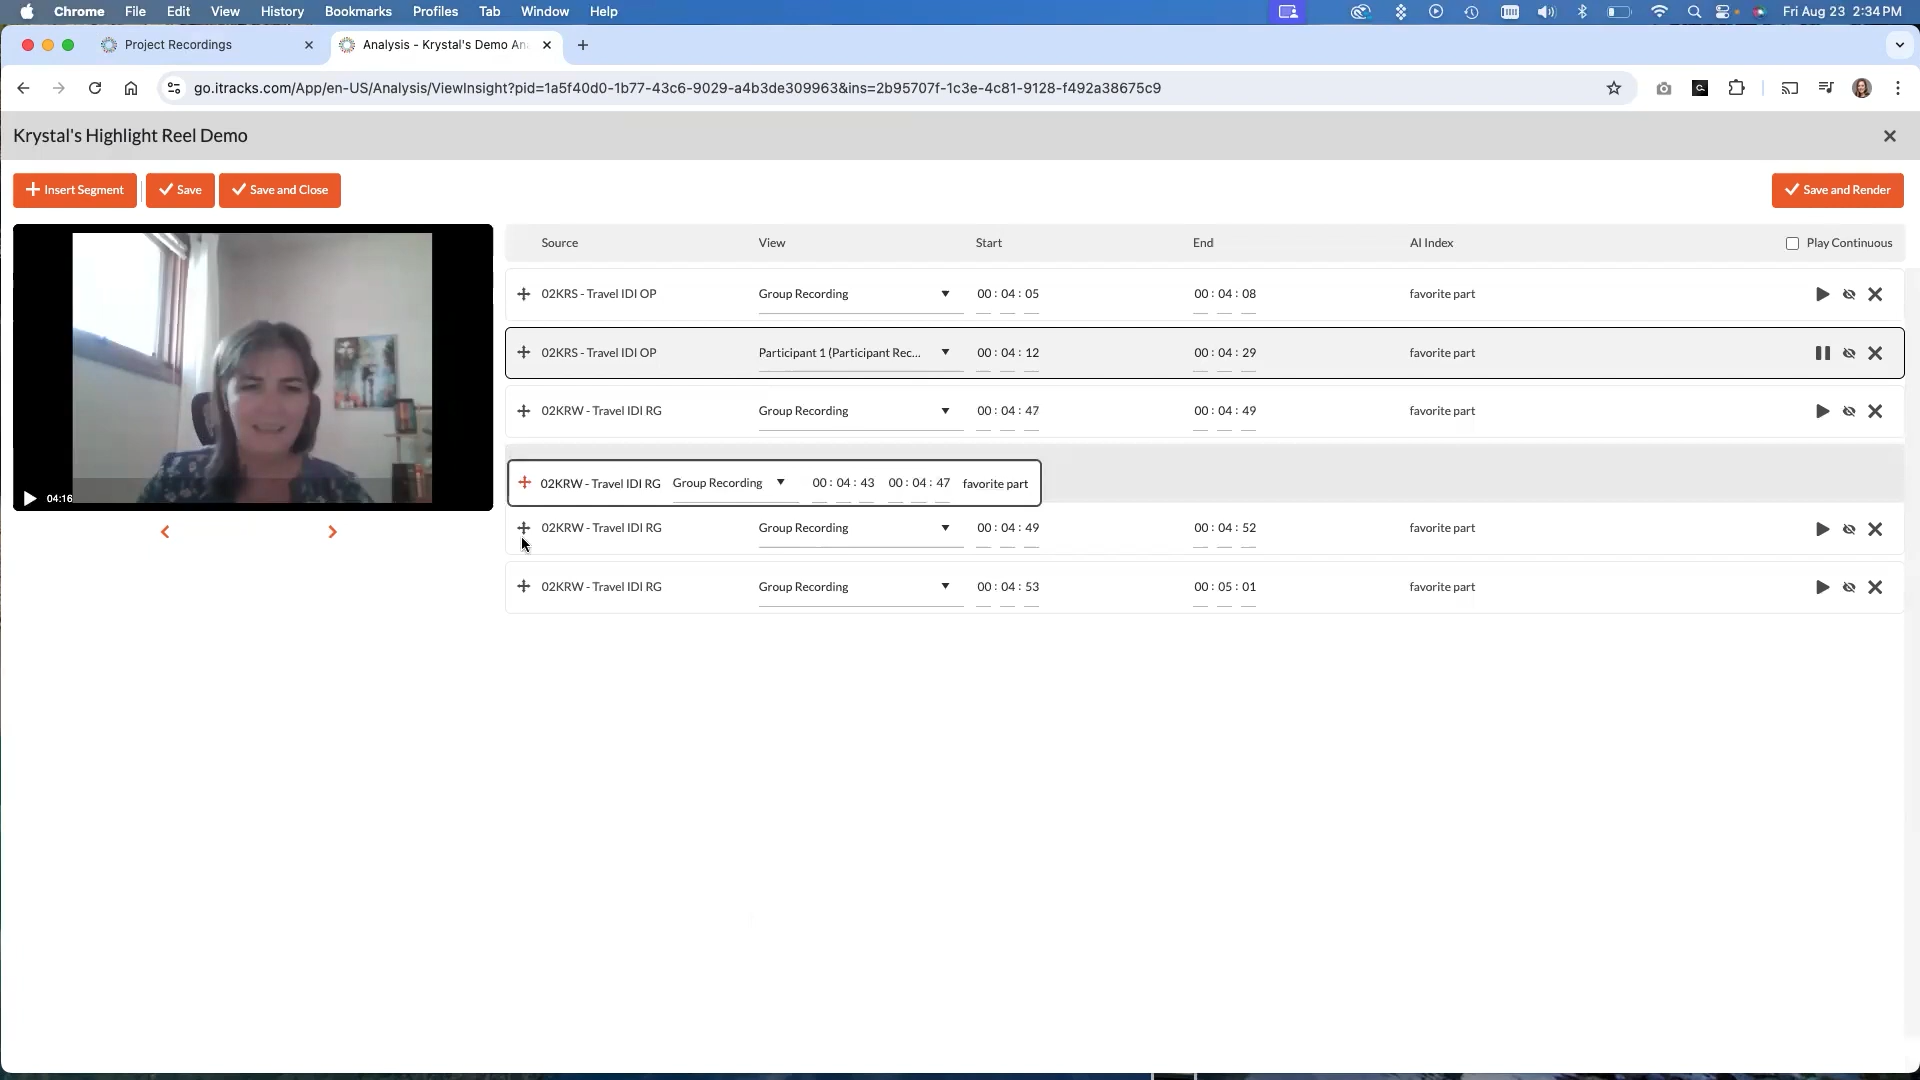 Chrome File Edit View History Bookmarks Profiles Tab Window Help Fri Aug 23 2:34 PM
Project Recordings Analysis - Krystal's Demo An
go.itracks.com/App/en-US/Analysis/ViewInsight?pid=1a5f40d0-1b77-43c6-9029-a4b3de309963&ins=2b95707f-1c3e-4c81-9128-f492a38675c9
Krystal's Highlight Reel Demo
Insert Segment Save Save and Close Save and Render
Source View Start End AI Index Play Continuous
02KRS - Travel IDI OP Group Recording 00 : 04 : 05 00 : 04 : 08 favorite part
02KRS - Travel IDI OP Participant 1 (Participant Rec... 00 : 04 : 12 00 : 04 : 29 favorite part
02KRW - Travel IDI RG Group Recording 00 : 04 : 47 00 : 04 : 49 favorite part
02KRW - Travel IDI RG Group Recording 00 : 04 : 43 00 : 04 : 47 favorite part
04:16
02KRW - Travel IDI RG Group Recording 00 : 04 : 49 00 : 04 : 52 favorite part
02KRW - Travel IDI RG Group Recording 00 : 04 : 53 00 : 05 : 01 favorite part